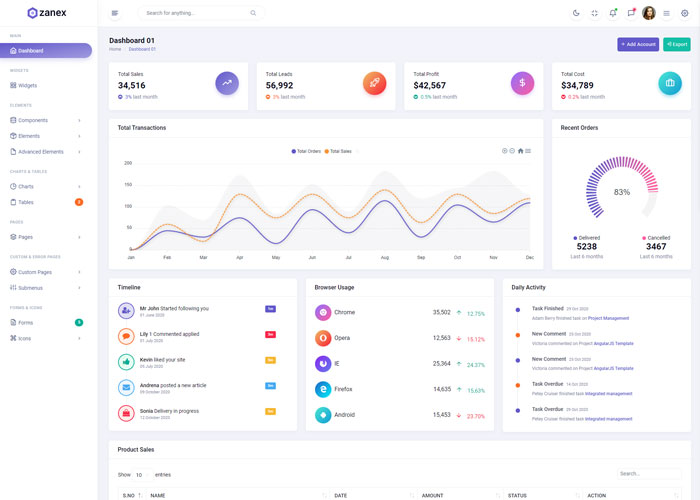 zanex
Search for anything...
MAIN
Dashboard
WIDGETS
Widgets
ELEMENTS
Components
Elements
Advanced Elements
CHARTS & TABLES
Charts
Tables
PAGES
Pages
CUSTOM & ERROR PAGES
Custom Pages
Submenus
FORMS & ICONS
Forms
Icons
Dashboard 01
Home
Dashboard 01
+ Add Account
Export
Total Sales
34,516
3% last month
Total Leads
56,992
3% last month
Total Profit
$42,567
$
0.5% last month
Total Cost
$34,789
0.2% last month
Total Transactions
Total Orders
Total Sales
200
150
100
50
0
Jan Feb Mar Apr May Jun Jul Aug Sep Oct Nov Dec
Recent Orders
83%
Delivered
5238
Last 6 months
Cancelled
3467
Last 6 months
Timeline
Mr John Started following you
01 June 2020
Lily 1 Commented applied
01 July 2020
Kevin liked your site
05 July 2020
Andrena posted a new article
09 October 2020
Sonia Delivery in progress
12 October 2020
Browser Usage
Chrome 35,502 12.75%
Opera 12,563 15.12%
IE 25,364 24.37%
Firefox 14,635 15.63%
Android 15,453 23.70%
Daily Activity
Task Finished 09 Oct 2020
Adam Berry finished task on Project Management
New Comment 25 Oct 2020
Victoria commented on Project AngularJS Template
New Comment 25 Oct 2020
Victoria commented on Project AngularJS Template
Task Overdue 14 Oct 2020
Petey Cruiser finished task Integrated management
Task Overdue 29 Oct 2020
Petey Cruiser finished task Integrated management
Product Sales
Show 10 entries
Search...
S.NO NAME DATE AMOUNT STATUS ACTION